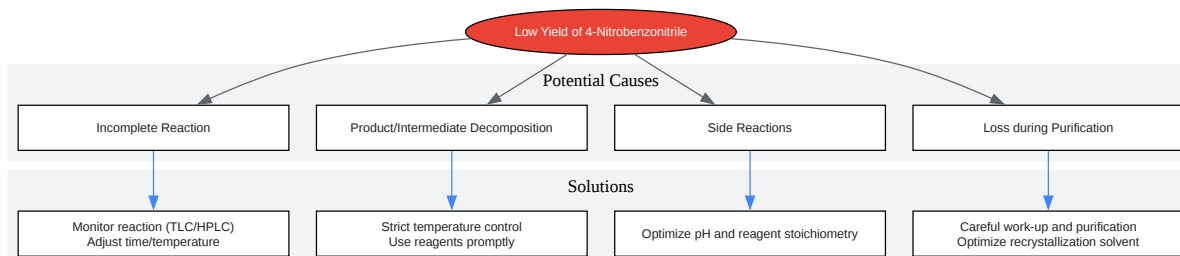 Low Yield of 4-Nitrobenzonitrile
Potential Causes
Incomplete Reaction
Product/Intermediate Decomposition
Side Reactions
Loss during Purification
Solutions
Monitor reaction (TLC/HPLC)
Adjust time/temperature
Strict temperature control
Use reagents promptly
Optimize pH and reagent stoichiometry
Careful work-up and purification
Optimize recrystallization solvent